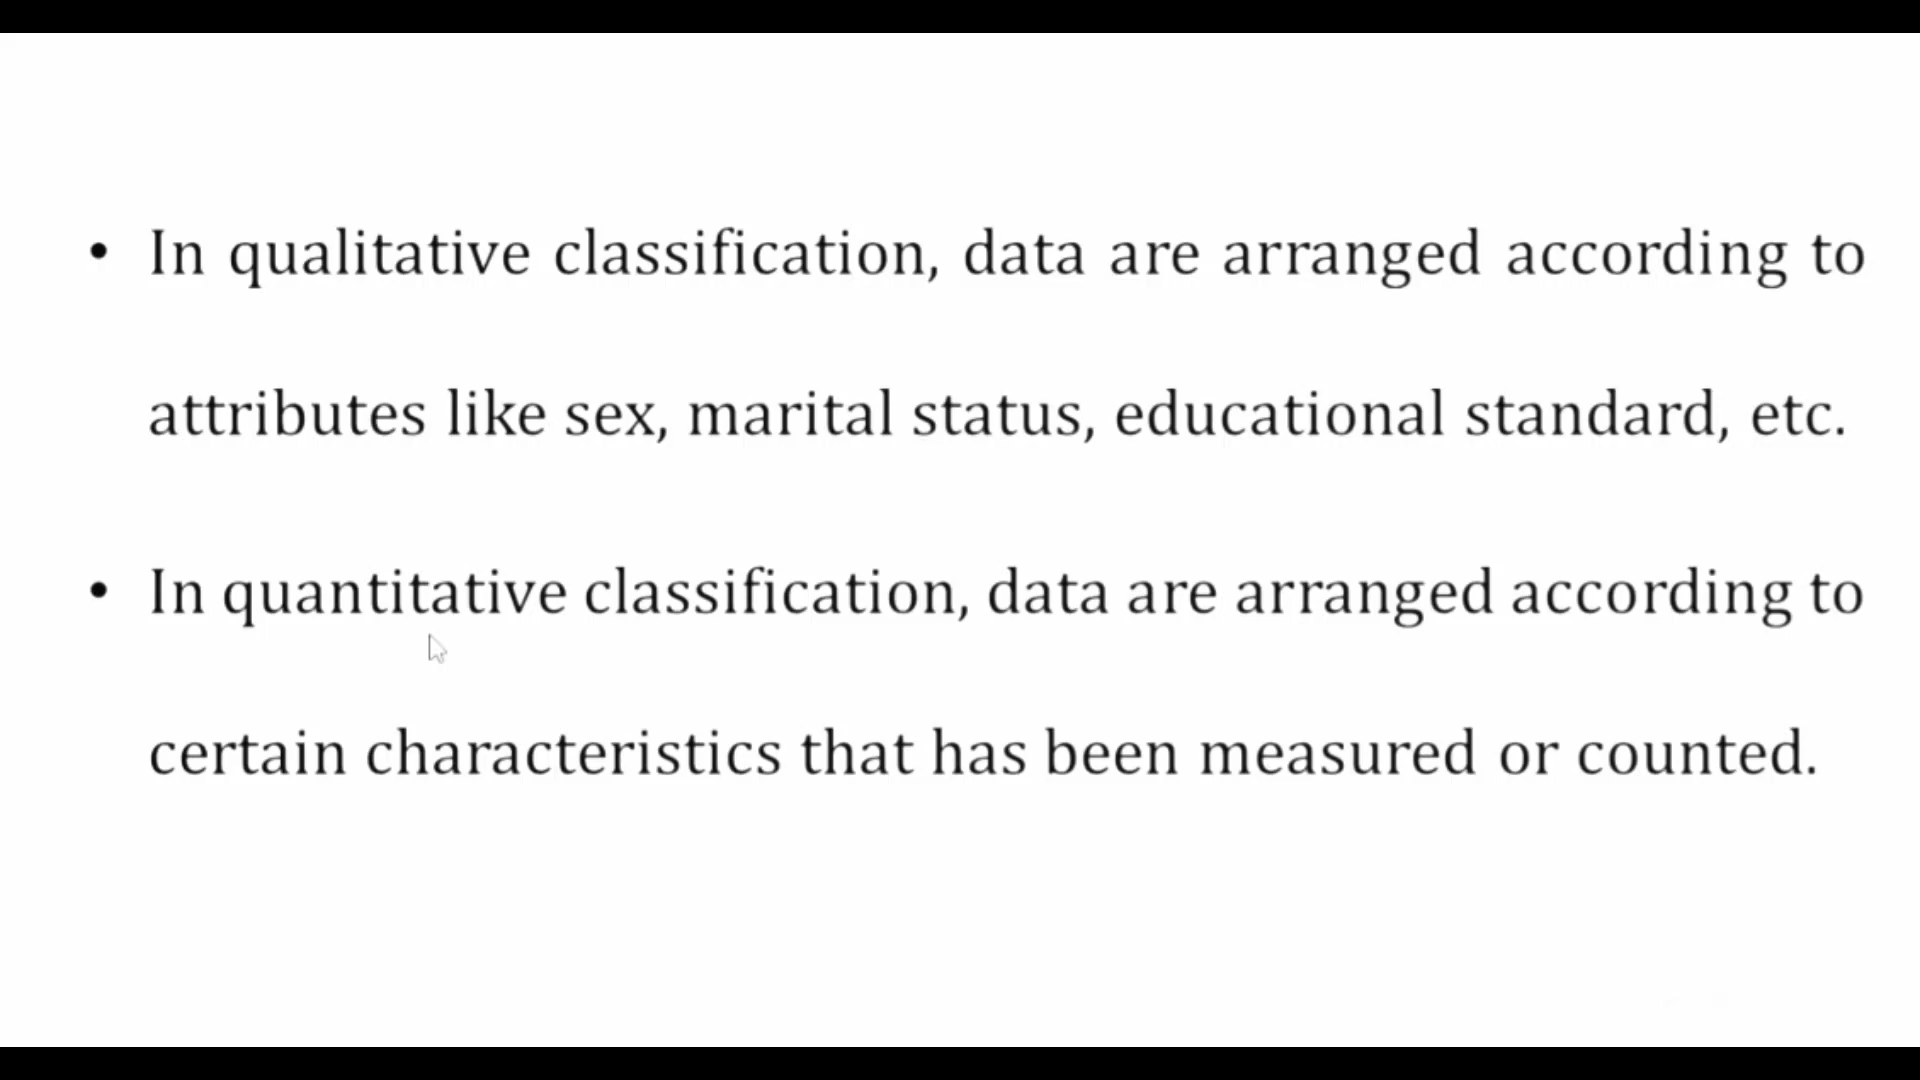 • In qualitative classification, data are arranged according to
attributes like sex, marital status, educational standard, etc.
• In quantitative classification, data are arranged according to
certain characteristics that has been measured or counted.